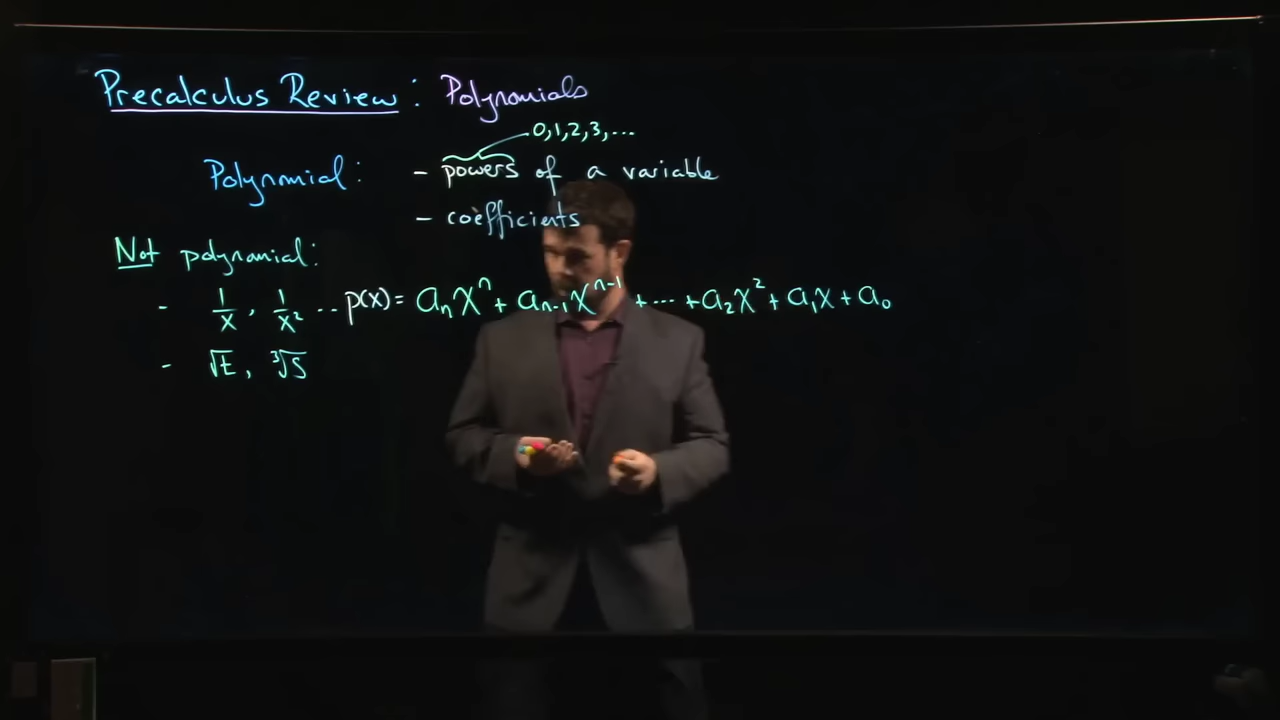 Precalculus Review: Polynomials
0,1,2,3,...
Polynomial: - powers of a variable
- coefficients
Not polynomial:
- 1/x, 1/x² ... p(x) = aₙxⁿ + aₙ₋₁xⁿ⁻¹ + ... + a₂x² + a₁x + a₀
- √t, ³√s